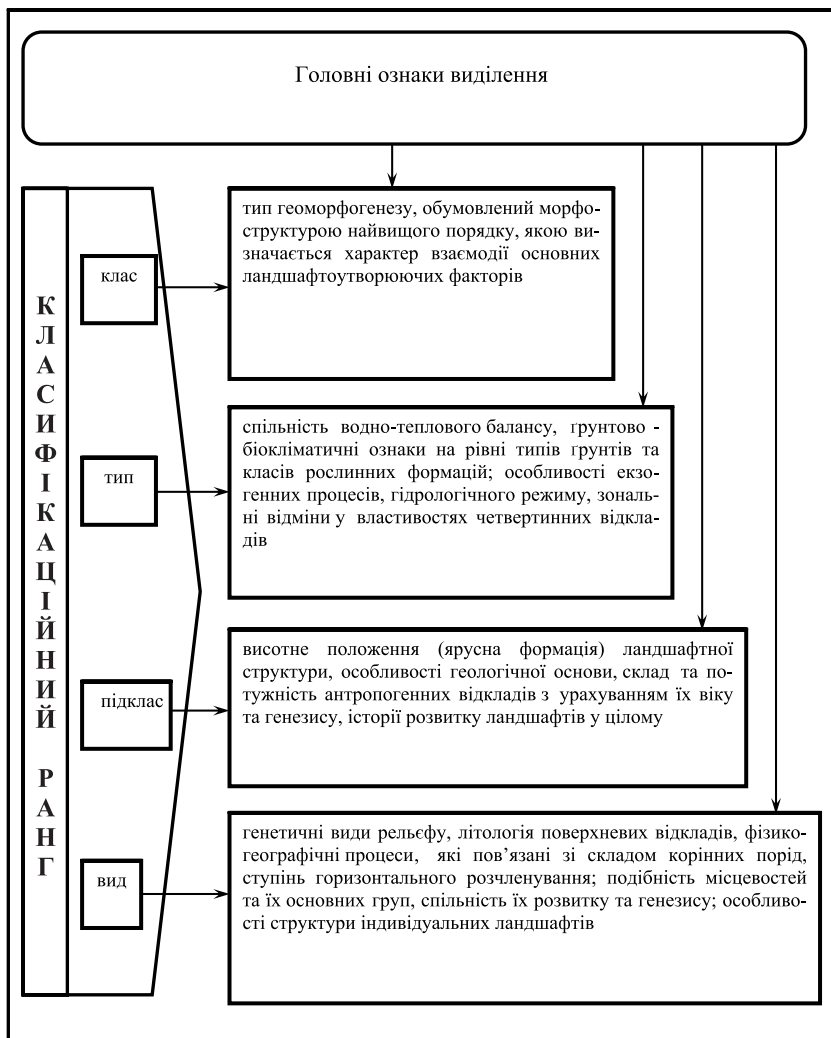 Головні ознаки виділення
КЛАСИФІКАЦІЙНИЙ РАНГ
клас
тип геоморфогенезу, обумовлений морфо-
структурою найвищого порядку, якою ви-
значається характер взаємодії основних
ландшафтоутворюючих факторів
тип
спільність водно-теплового балансу, ґрунтово -
біокліматичні ознаки на рівні типів ґрунтів та
класів рослинних формацій; особливості екзо-
генних процесів, гідрологічного режиму, зональ-
ні відміни у властивостях четвертинних відкла-
дів
підклас
висотне положення (ярусна формація) ландшафтної
структури, особливості геологічної основи, склад та по-
тужність антропогенних відкладів з урахуванням їх віку
та генезису, історії розвитку ландшафтів у цілому
вид
генетичні види рельєфу, літологія поверхневих відкладів, фізико-
географічні процеси, які пов'язані зі складом корінних порід,
ступінь горизонтального розчленування; подібність місцевостей
та їх основних груп, спільність їх розвитку та генезису; особливо-
сті структури індивідуальних ландшафтів